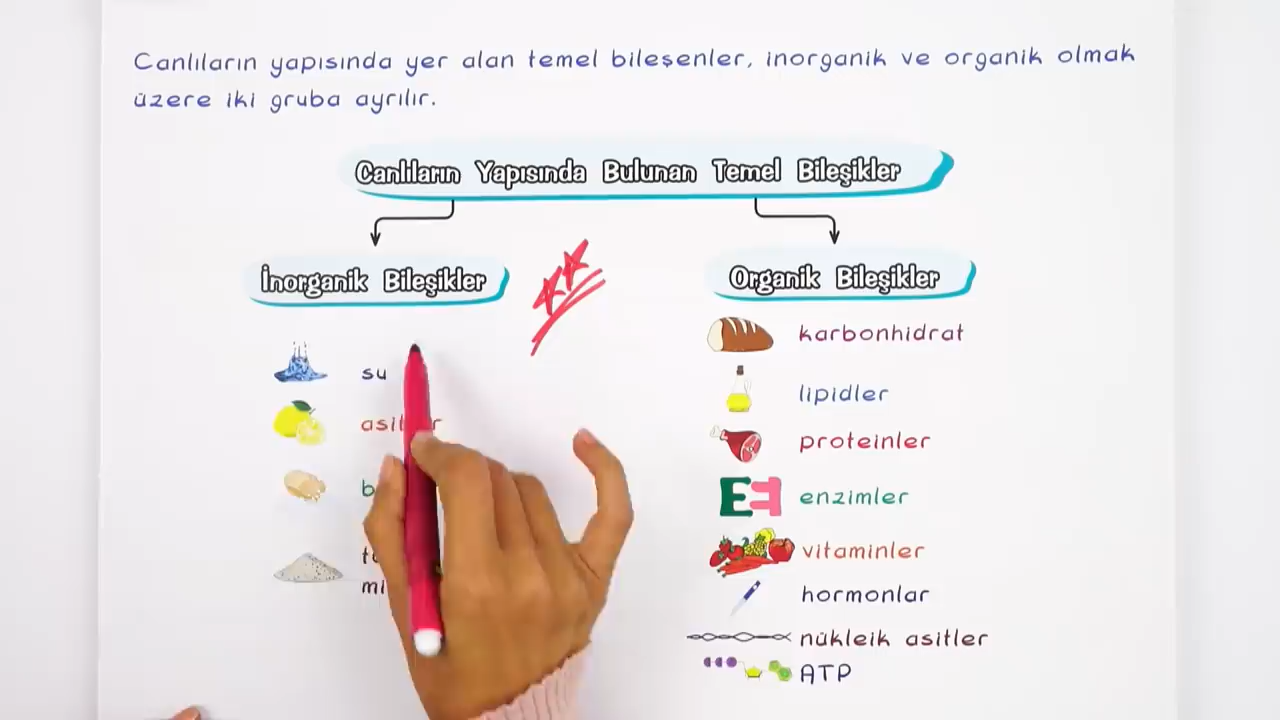 Canlıların yapısında yer alan temel bileşenler, inorganik ve organik olmak
üzere iki gruba ayrılır.
Canlıların Yapısında Bulunan Temel Bileşikler
İnorganik Bileşikler
su
mi
Organik Bileşikler
karbonhidrat
lipidler
proteinler
enzimler
vitaminler
hormonlar
nükleik asitler
ATP